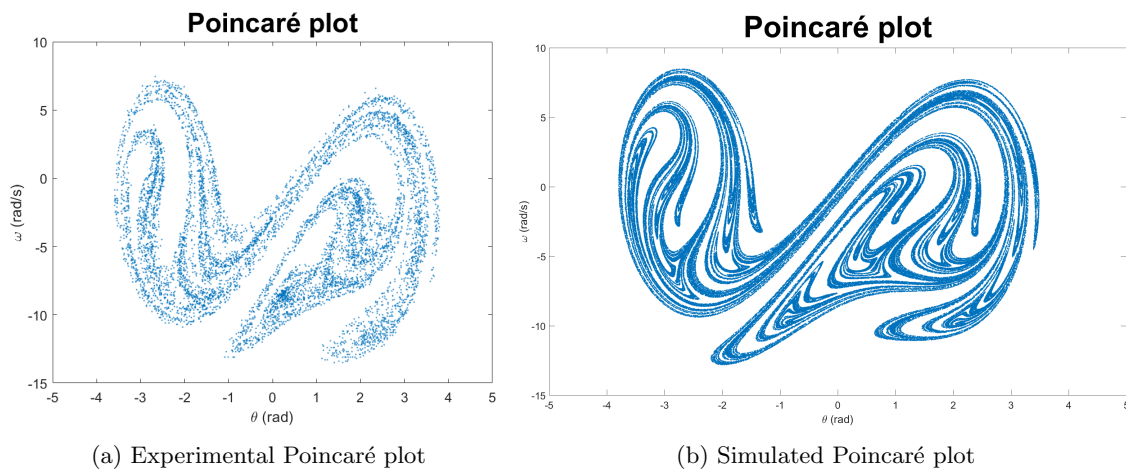 Poincaré plot
10
5
0
-5
-10
-15
-5 -4 -3 -2 -1 0 1 2 3 4 5
ω (rad/s)
θ (rad)
(a) Experimental Poincaré plot
Poincaré plot
10
5
0
-5
-10
-15
-5 -4 -3 -2 -1 0 1 2 3 4 5
ω (rad/s)
θ (rad)
(b) Simulated Poincaré plot